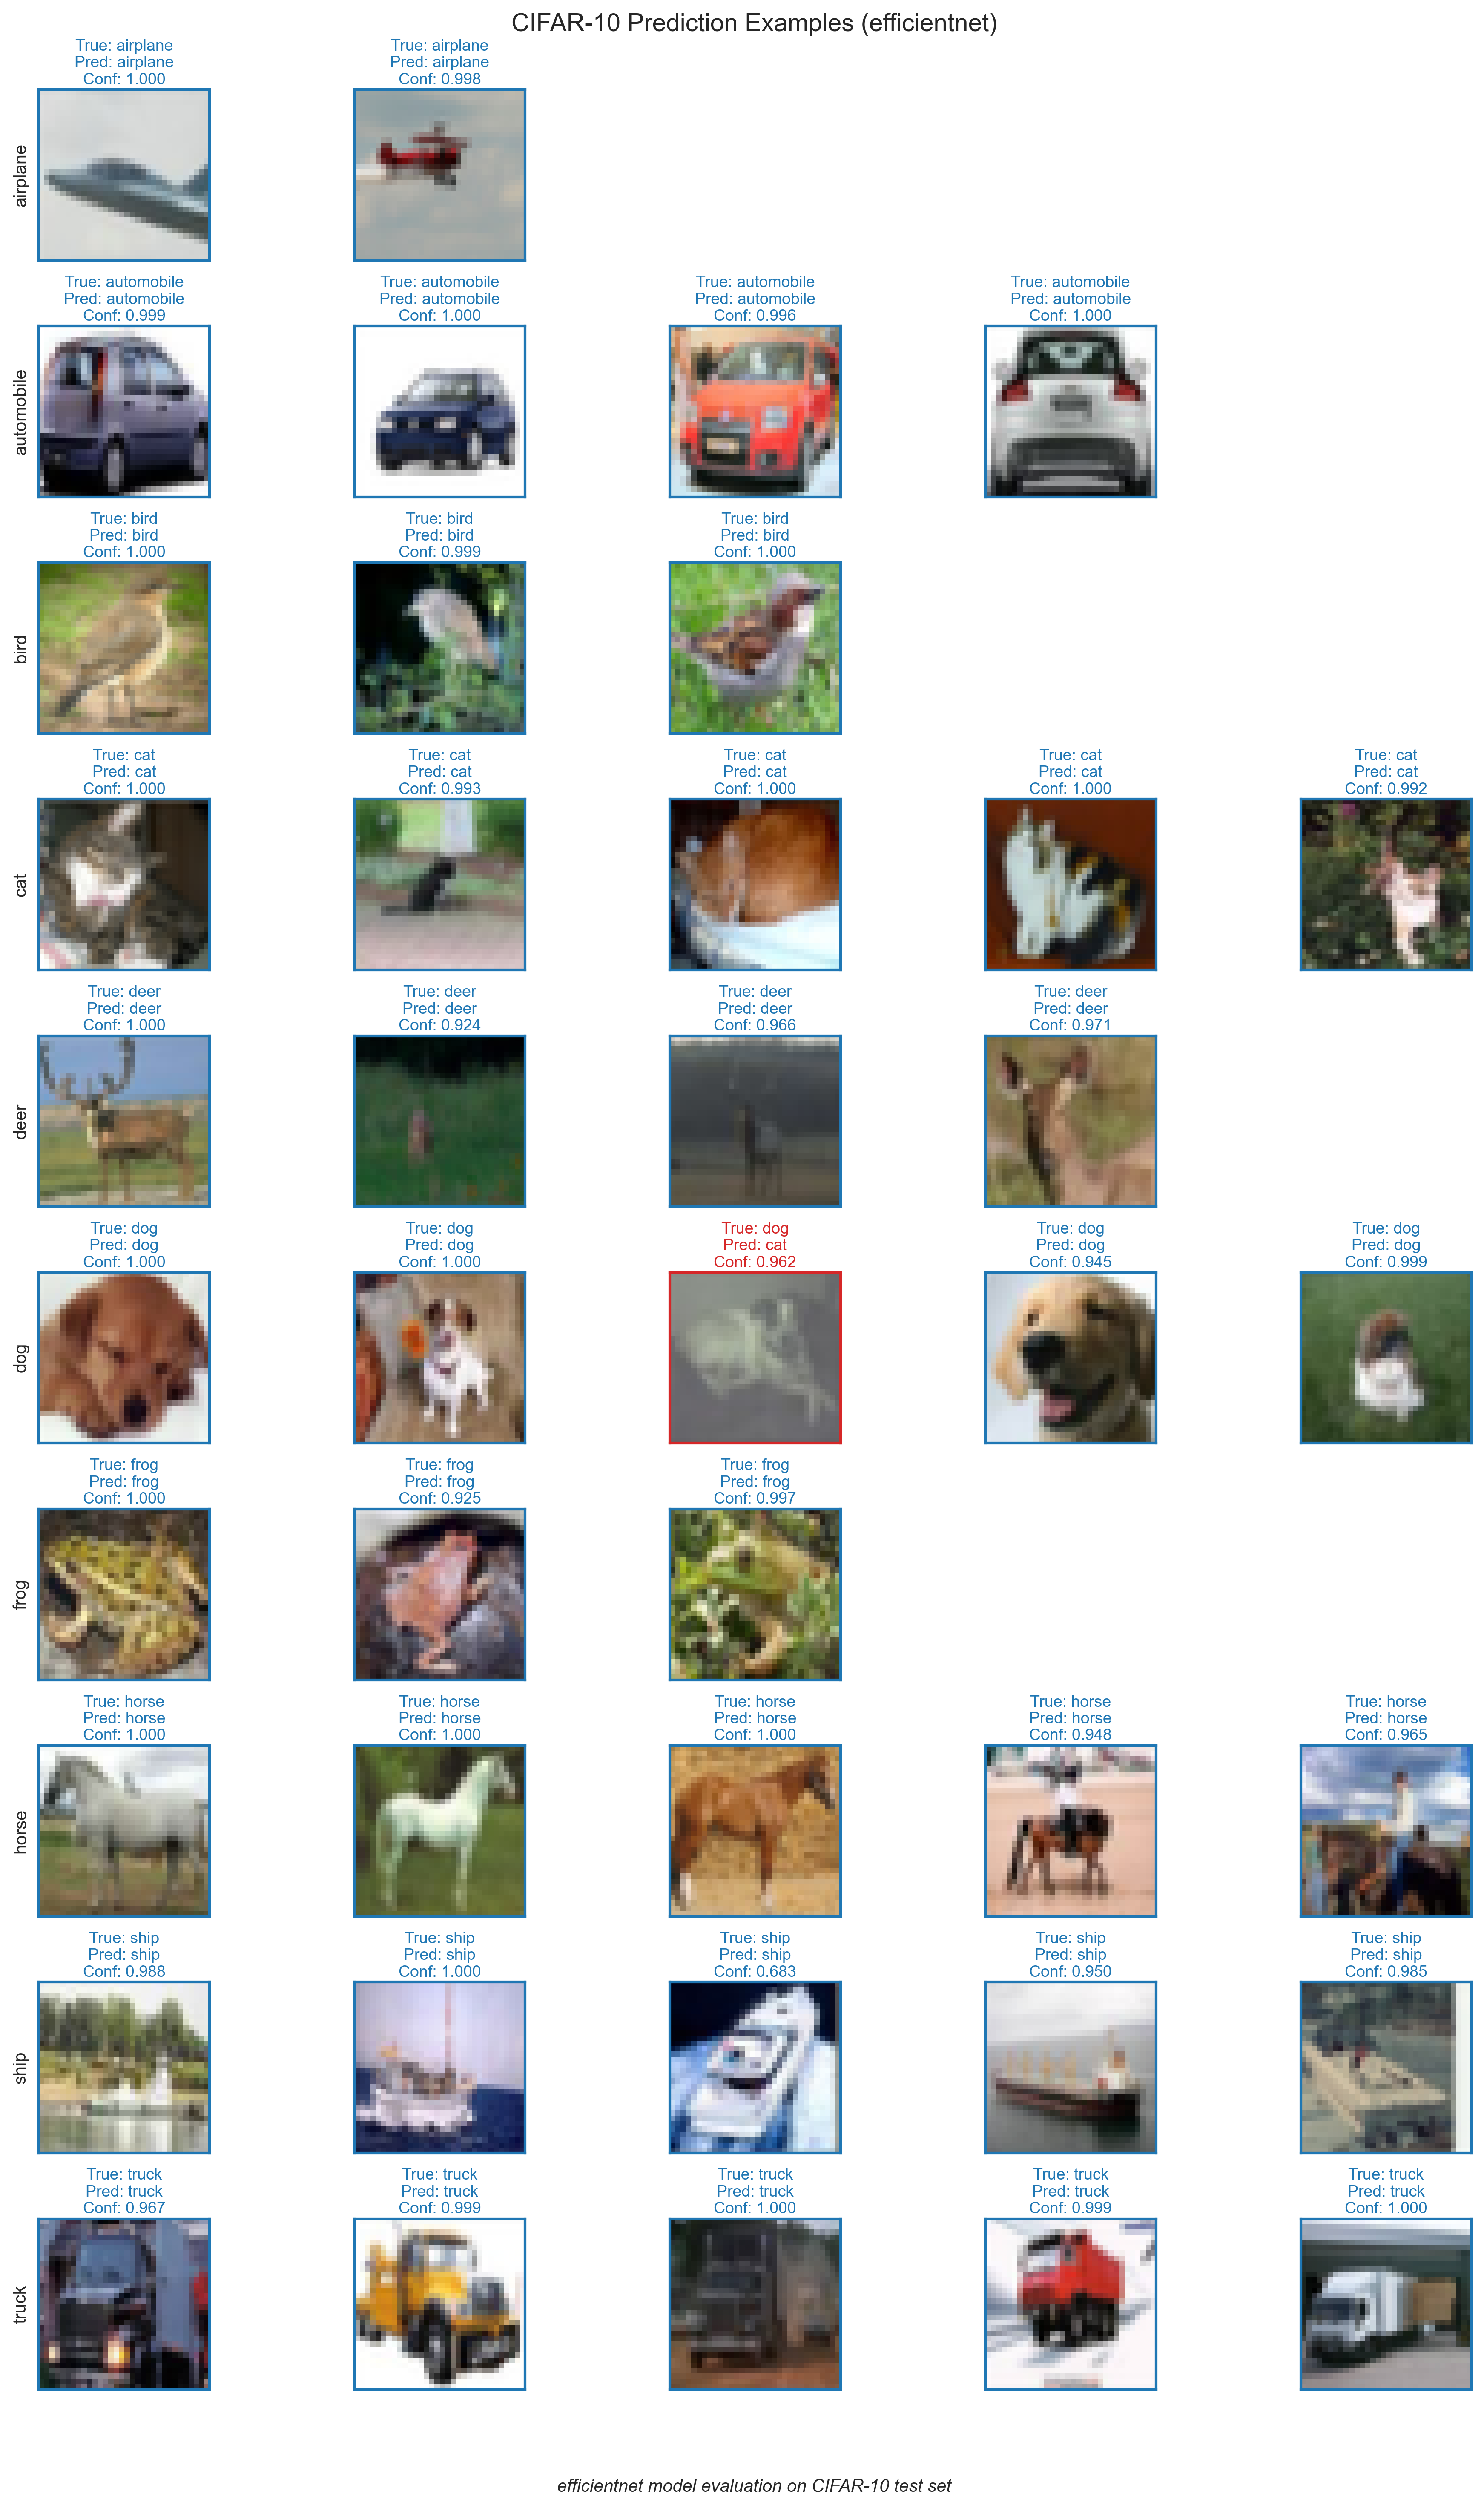 CIFAR-10 Prediction Examples (efficientnet)
airplane
True: airplane
Pred: airplane
Conf: 1.000
True: airplane
Pred: airplane
Conf: 0.998
automobile
True: automobile
Pred: automobile
Conf: 0.999
True: automobile
Pred: automobile
Conf: 1.000
True: automobile
Pred: automobile
Conf: 0.996
True: automobile
Pred: automobile
Conf: 1.000
bird
True: bird
Pred: bird
Conf: 1.000
True: bird
Pred: bird
Conf: 0.999
True: bird
Pred: bird
Conf: 1.000
cat
True: cat
Pred: cat
Conf: 1.000
True: cat
Pred: cat
Conf: 0.993
True: cat
Pred: cat
Conf: 1.000
True: cat
Pred: cat
Conf: 1.000
True: cat
Pred: cat
Conf: 0.992
deer
True: deer
Pred: deer
Conf: 1.000
True: deer
Pred: deer
Conf: 0.924
True: deer
Pred: deer
Conf: 0.966
True: deer
Pred: deer
Conf: 0.971
dog
True: dog
Pred: dog
Conf: 1.000
True: dog
Pred: dog
Conf: 1.000
True: dog
Pred: cat
Conf: 0.962
True: dog
Pred: dog
Conf: 0.945
True: dog
Pred: dog
Conf: 0.999
frog
True: frog
Pred: frog
Conf: 1.000
True: frog
Pred: frog
Conf: 0.925
True: frog
Pred: frog
Conf: 0.997
horse
True: horse
Pred: horse
Conf: 1.000
True: horse
Pred: horse
Conf: 1.000
True: horse
Pred: horse
Conf: 1.000
True: horse
Pred: horse
Conf: 0.948
True: horse
Pred: horse
Conf: 0.965
ship
True: ship
Pred: ship
Conf: 0.988
True: ship
Pred: ship
Conf: 1.000
True: ship
Pred: ship
Conf: 0.683
True: ship
Pred: ship
Conf: 0.950
True: ship
Pred: ship
Conf: 0.985
truck
True: truck
Pred: truck
Conf: 0.967
True: truck
Pred: truck
Conf: 0.999
True: truck
Pred: truck
Conf: 1.000
True: truck
Pred: truck
Conf: 0.999
True: truck
Pred: truck
Conf: 1.000
efficientnet model evaluation on CIFAR-10 test set